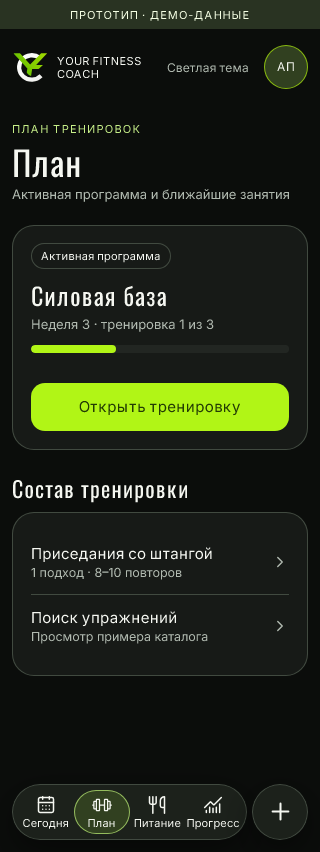 ПРОТОТИП · ДЕМО-ДАННЫЕ
YOUR FITNESS
COACH
Светлая тема
АП
ПЛАН ТРЕНИРОВОК
План
Активная программа и ближайшие занятия
Активная программа
Силовая база
Неделя 3 · тренировка 1 из 3
Открыть тренировку
Состав тренировки
Приседания со штангой
1 подход · 8–10 повторов
Поиск упражнений
Просмотр примера каталога
Сегодня
План
Питание
Прогресс